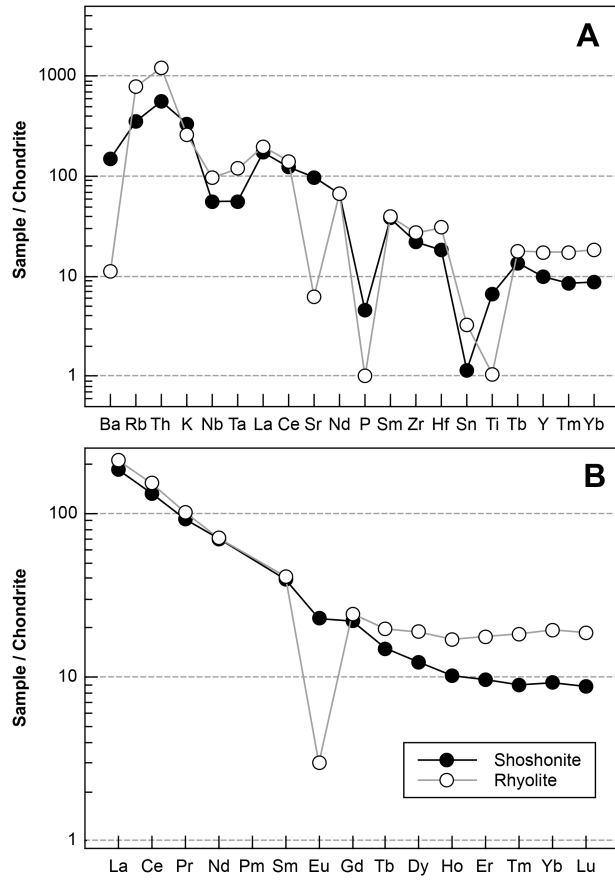 A
1000
100
10
1
Sample / Chondrite
Ba Rb Th K Nb Ta La Ce Sr Nd P Sm Zr Hf Sn Ti Tb Y Tm Yb
B
100
10
1
Sample / Chondrite
Shoshonite
Rhyolite
La Ce Pr Nd Pm Sm Eu Gd Tb Dy Ho Er Tm Yb Lu